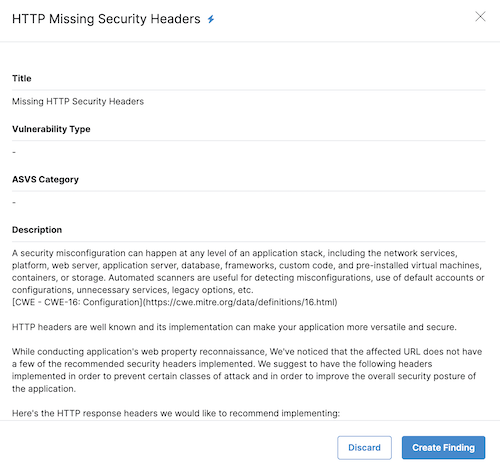 HTTP Missing Security Headers
Title
Missing HTTP Security Headers
Vulnerability Type
-
ASVS Category
-
Description
A security misconfiguration can happen at any level of an application stack, including the network services,
platform, web server, application server, database, frameworks, custom code, and pre-installed virtual machines,
containers, or storage. Automated scanners are useful for detecting misconfigurations, use of default accounts or
configurations, unnecessary services, legacy options, etc.
[CWE - CWE-16: Configuration](https://cwe.mitre.org/data/definitions/16.html)
HTTP headers are well known and its implementation can make your application more versatile and secure.
While conducting application's web property reconnaissance, We've noticed that the affected URL does not have
a few of the recommended security headers implemented. We suggest to have the following headers
implemented in order to prevent certain classes of attack and in order to improve the overall security posture of
the application.
Here's the HTTP response headers we would like to recommend implementing:
Discard
Create Finding